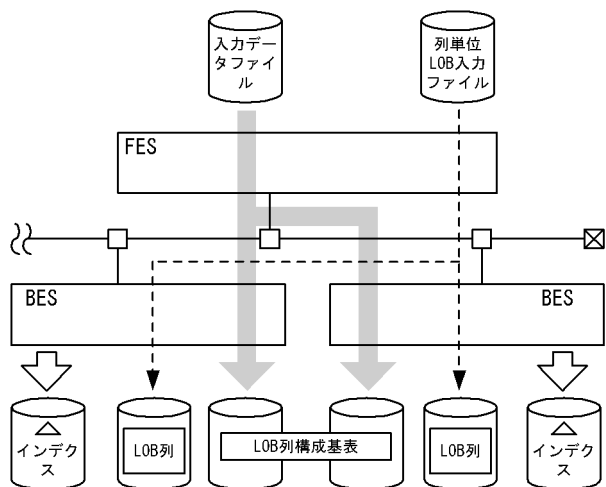 入力デー
タファイ
ル
列単位
LOB入力
ファイル
FES
BES
BES
インデク
ス
LOB列
LOB列構成基表
LOB列
インデク
ス